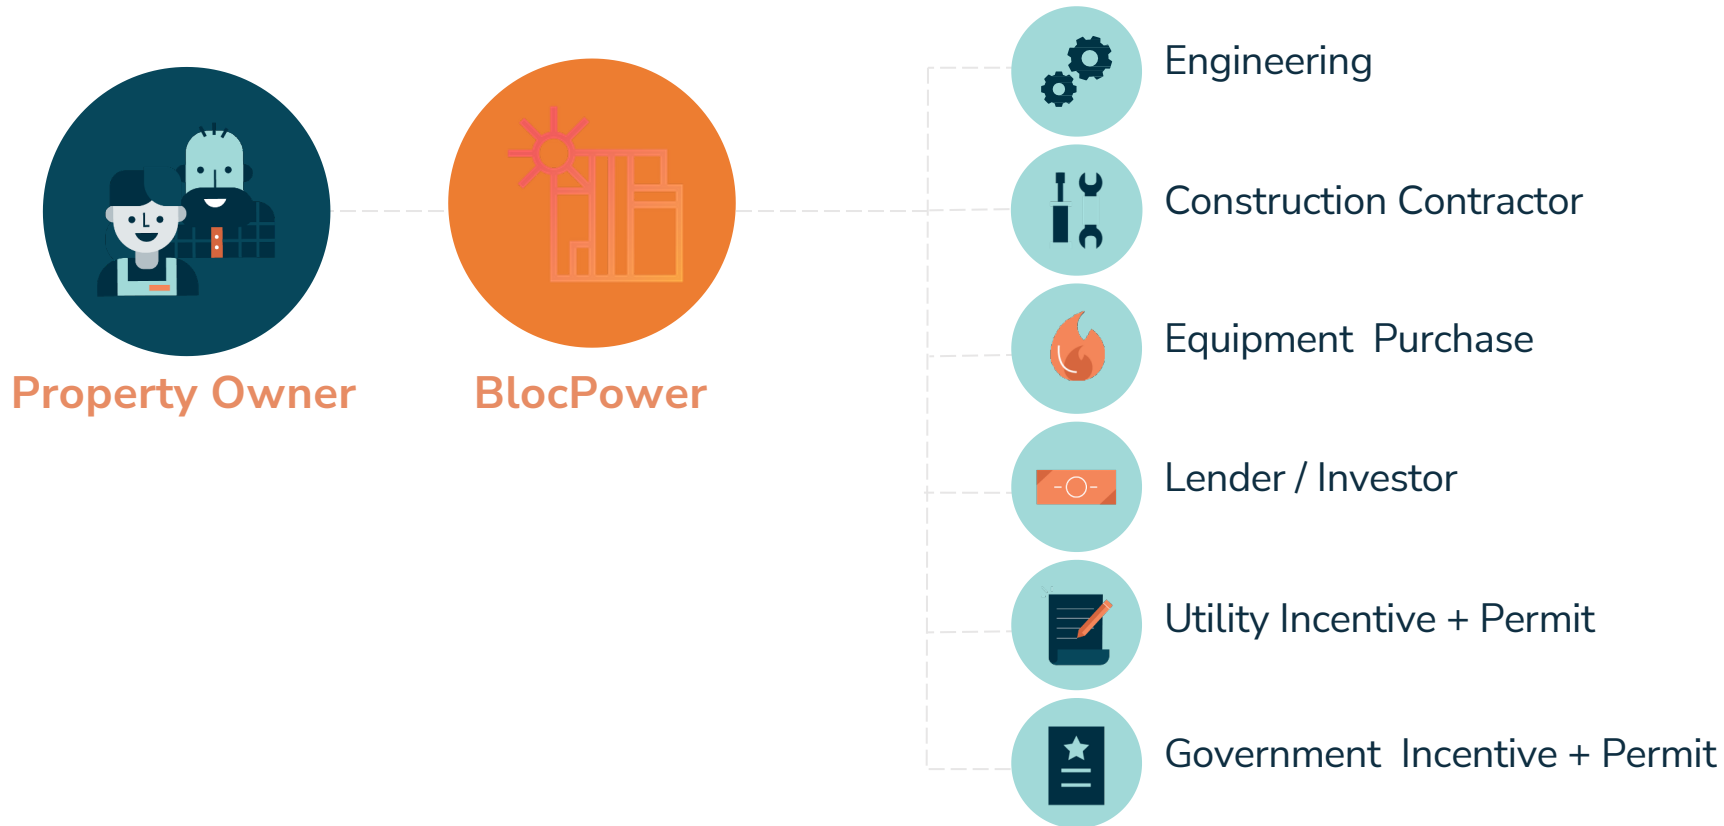 Property Owner
BlocPower
Engineering
Construction Contractor
Equipment Purchase
Lender / Investor
Utility Incentive + Permit
Government Incentive + Permit